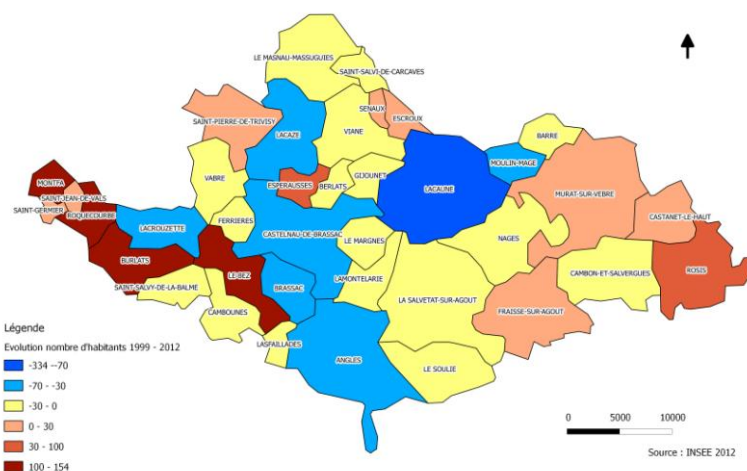 LE MASNAU-MASSUGUIES
SAINT-SALVI-DE-CARCAVES
SENAUX
SAINT-PIERRE-DE-TRIVISY
ESCROUX
LACAZE
VIANE
BARRE
MOULIN-MAGE
GIJOUNET
VABRE
ESPERAUSSES
BERLATS
LACAUNE
MONTFA
SAINT-JEAN-DE-VALS
MURAT-SUR-VEBRE
SAINT-GERMIER
ROQUECOURBE
CASTANET-LE-HAUT
FERRIERES
LACROUZETTE
CASTELNAU-DE-BRASSAC
LE MARGNES
NAGES
BURLATS
LE-BEZ
LAMONTELARIE
CAMBON-ET-SALVERGUES
ROSIS
SAINT-SALVY-DE-LA-BALME
BRASSAC
LA SALVETAT-SUR-AGOUT
CAMBOUNES
FRAISSE-SUR-AGOUT
LASFAILLADES
ANGLES
LE SOULIE
Légende
Evolution nombre d'habitants 1999 - 2012
-334 --70
-70 - -30
-30 - 0
0 - 30
30 - 100
100 - 154
0 5000 10000
Source : INSEE 2012